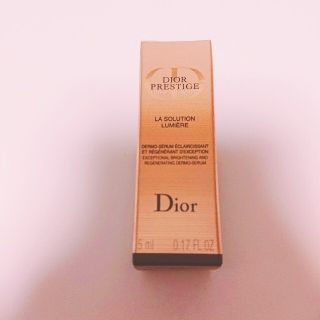 DIOR
PRESTIGE
LA SOLUTION
LUMIÈRE
DERMO-SÉRUM ÉCLAIRCISSANT
ET RÉGÉNÉRANT D'EXCEPTION
EXCEPTIONAL BRIGHTENING AND
REGENERATING DERMO-SERUM
Dior
5 ml 0.17 FL OZ